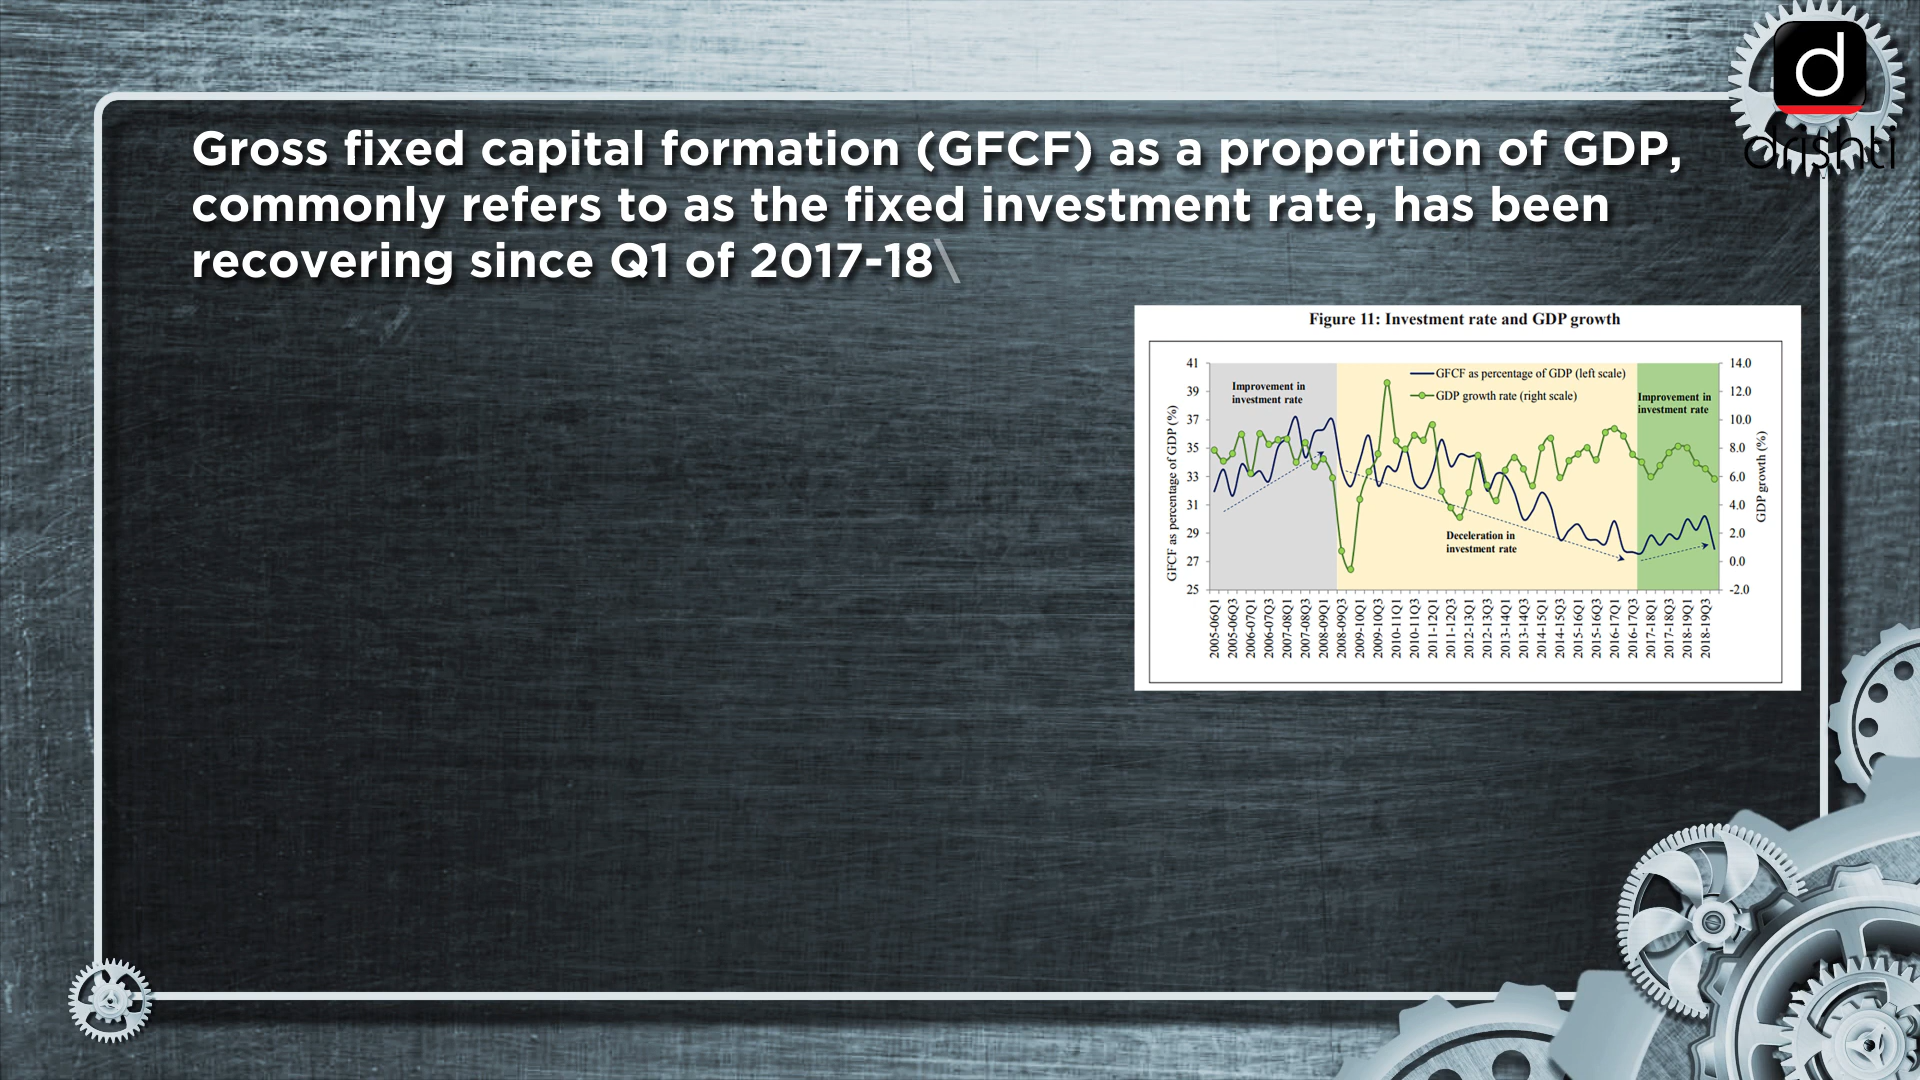 d
drishti
Gross fixed capital formation (GFCF) as a proportion of GDP,
commonly refers to as the fixed investment rate, has been
recovering since Q1 of 2017-18\
Figure 11: Investment rate and GDP growth
GFCF as percentage of GDP (left scale)
GDP growth rate (right scale)
Improvement in
investment rate
Deceleration in
investment rate
Improvement in
investment rate
GFCF as percentage of GDP (%)
41
39
37
35
33
31
29
27
25
14.0
12.0
10.0
8.0
6.0
4.0
2.0
0.0
-2.0
GDP growth (%)
2005-06Q1
2005-06Q3
2006-07Q1
2006-07Q3
2007-08Q1
2007-08Q3
2008-09Q1
2008-09Q3
2009-10Q1
2009-10Q3
2010-11Q1
2010-11Q3
2011-12Q1
2011-12Q3
2012-13Q1
2012-13Q3
2013-14Q1
2013-14Q3
2014-15Q1
2014-15Q3
2015-16Q1
2015-16Q3
2016-17Q1
2016-17Q3
2017-18Q1
2017-18Q3
2018-19Q1
2018-19Q3